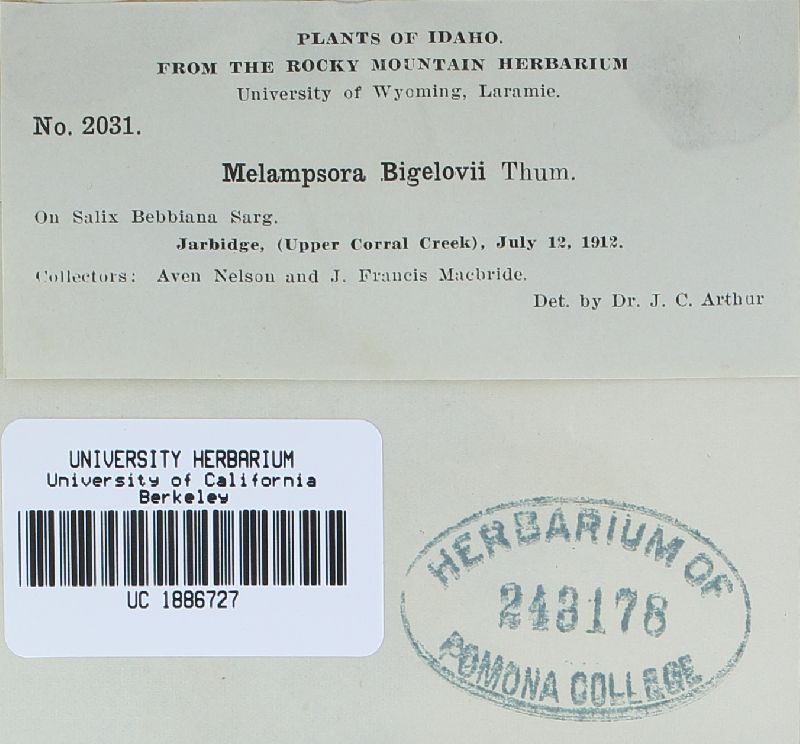 PLANTS OF IDAHO.
FROM THE ROCKY MOUNTAIN HERBARIUM
University of Wyoming, Laramie.
No. 2031.
Melampsora Bigelovii Thum.
On Salix Bebbiana Sarg.
Jarbidge, (Upper Corral Creek), July 12, 1912.
Collectors: Aven Nelson and J. Francis Macbride.
Det. by Dr. J. C. Arthur
UNIVERSITY HERBARIUM
University of California
Berkeley
UC 1886727
HERBARIUM OF
243178
POMONA COLLEGE